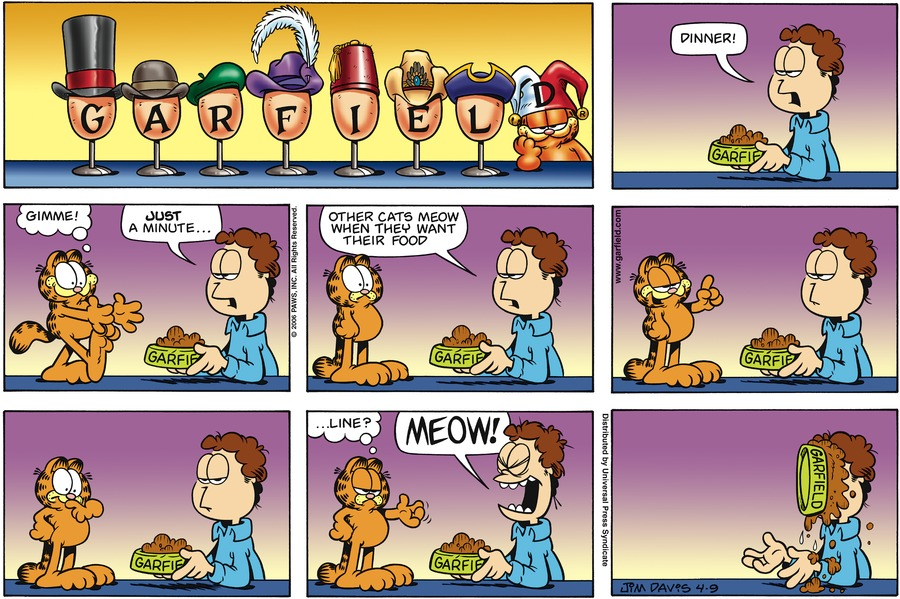 GARFIELD
®
DINNER!
GARFIE
GIMME!
JUST
A MINUTE...
GARFIE
© 2006 PAWS, INC. All Rights Reserved.
OTHER CATS MEOW
WHEN THEY WANT
THEIR FOOD
GARFIE
www.garfield.com
GARFIE
GARFIE
...LINE?
MEOW!
GARFIE
Distributed by Universal Press Syndicate
GARFIELD
JIM DAVIS 4-9